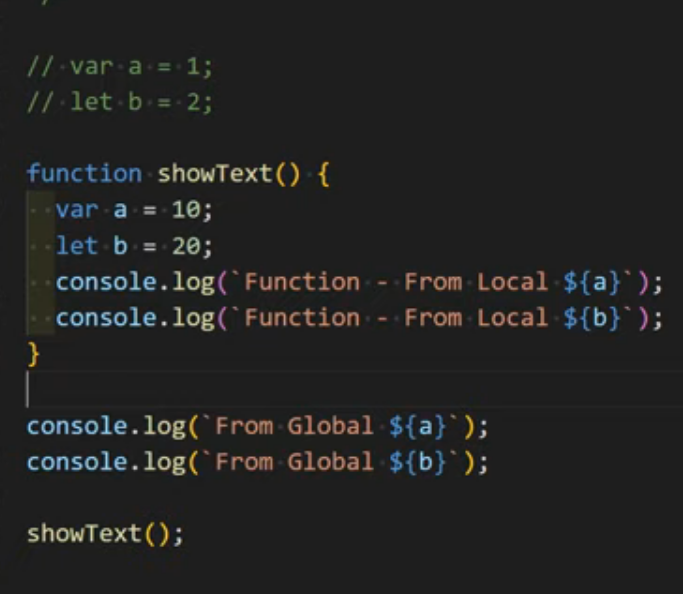 // var a = 1;
// let b = 2;
function showText() {
var a = 10;
let b = 20;
console.log(`Function - From Local ${a}`);
console.log(`Function - From Local ${b}`);
}
console.log(`From Global ${a}`);
console.log(`From Global ${b}`);
showText();